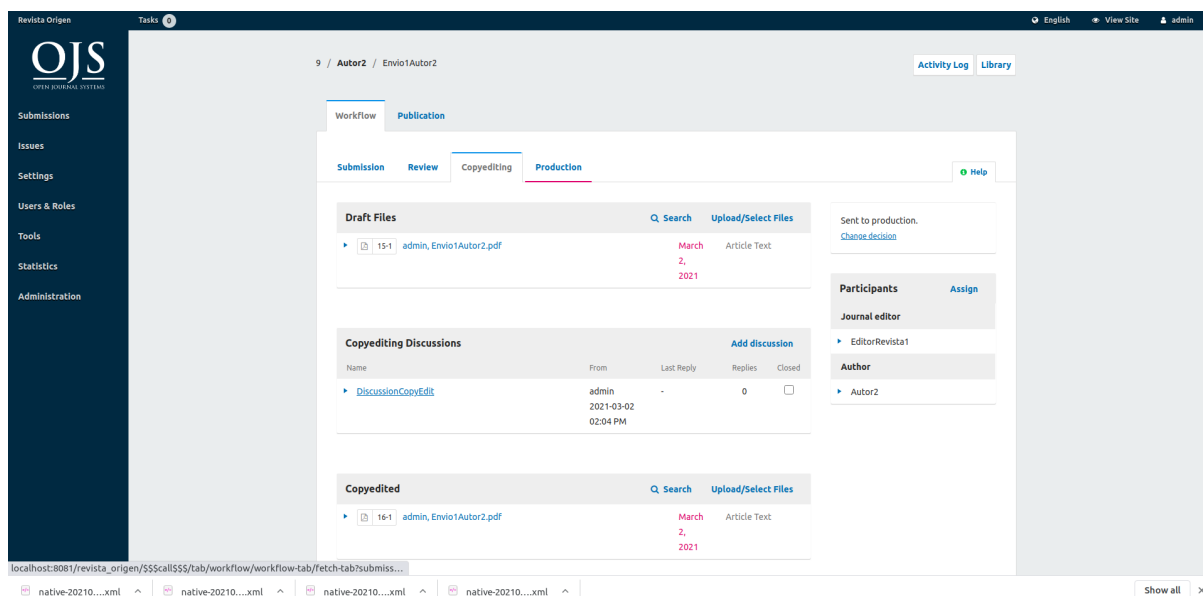 Revista Origen
Tasks 0
English
View Site
admin
OJS
OPEN JOURNAL SYSTEMS
Submissions
Issues
Settings
Users & Roles
Tools
Statistics
Administration
9 / Autor2 / Envio1Autor2
Activity Log
Library
Workflow
Publication
Submission
Review
Copyediting
Production
Help
Draft Files
Search
Upload/Select Files
15-1 admin, Envio1Autor2.pdf
March
2,
2021
Article Text
Sent to production.
Change decision
Participants
Assign
Journal editor
EditorRevista1
Author
Autor2
Copyediting Discussions
Add discussion
Name
From
Last Reply
Replies
Closed
DiscussionCopyEdit
admin
2021-03-02
02:04 PM
-
0
Copyedited
Search
Upload/Select Files
16-1 admin, Envio1Autor2.pdf
March
2,
2021
Article Text
localhost:8081/revista_origen/$$$call$$$/tab/workflow/workflow-tab/fetch-tab?submiss...
native-20210....xml
native-20210....xml
native-20210....xml
native-20210....xml
Show all